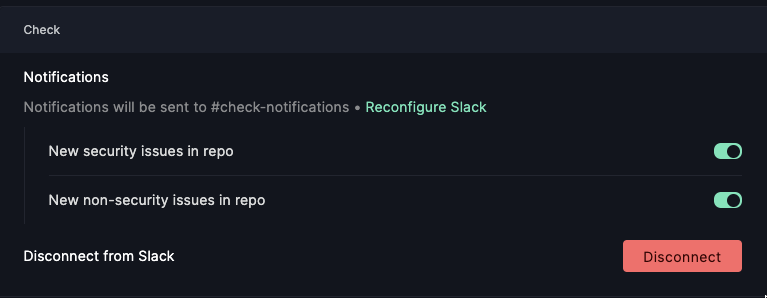 Check
Notifications
Notifications will be sent to #check-notifications • Reconfigure Slack
New security issues in repo
New non-security issues in repo
Disconnect from Slack Disconnect